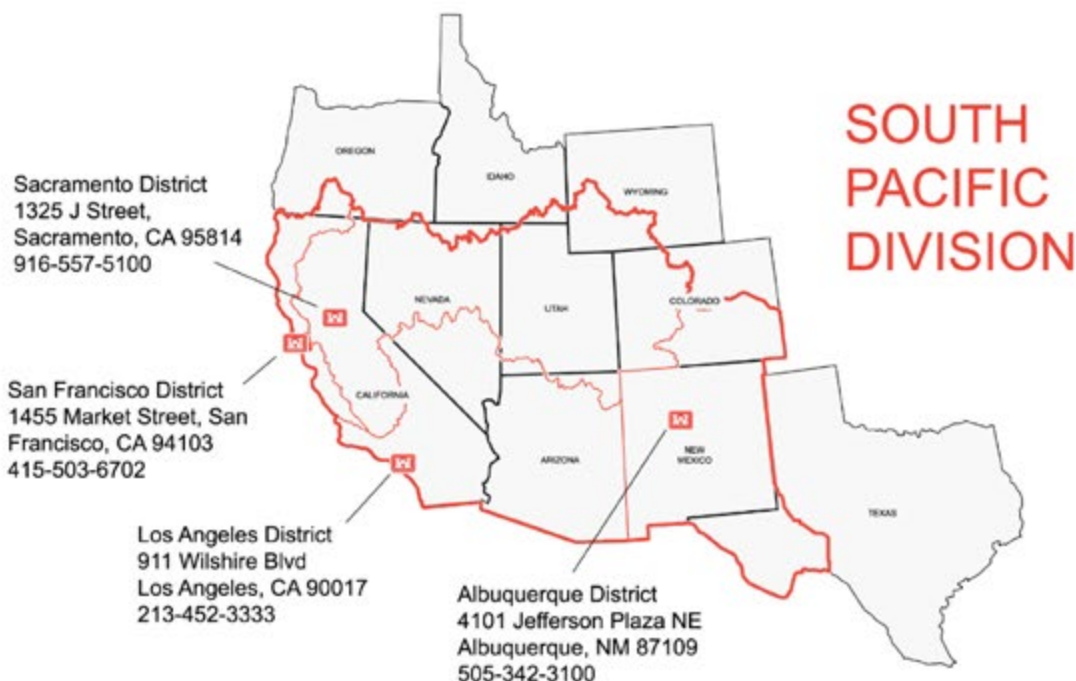 SOUTH
PACIFIC
DIVISION
OREGON
IDAHO
WYOMING
Sacramento District
1325 J Street,
Sacramento, CA 95814
916-557-5100
NEVADA
UTAH
COLORADO
San Francisco District
1455 Market Street, San
Francisco, CA 94103
415-503-6702
CALIFORNIA
ARIZONA
NEW
MEXICO
TEXAS
Los Angeles District
911 Wilshire Blvd
Los Angeles, CA 90017
213-452-3333
Albuquerque District
4101 Jefferson Plaza NE
Albuquerque, NM 87109
505-342-3100